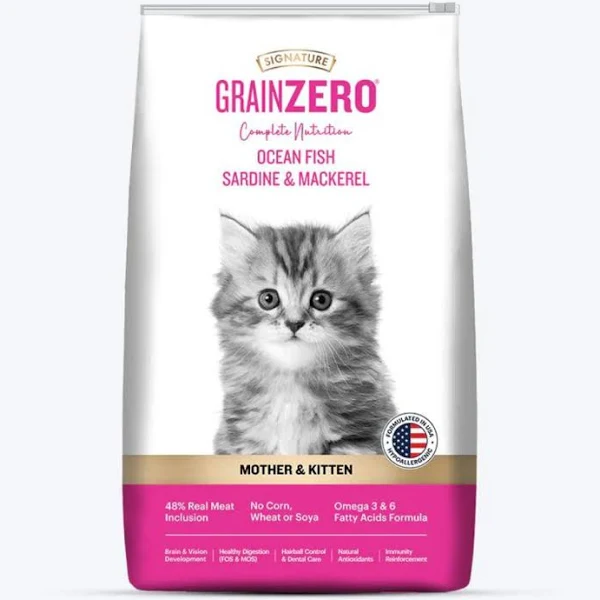 SIGNATURE
GRAINZERO®
Complete Nutrition
OCEAN FISH
SARDINE & MACKEREL
FORMULATED IN USA
HYPOALLERGENIC
MOTHER & KITTEN
48% Real Meat
Inclusion
No Corn,
Wheat or Soya
Omega 3 & 6
Fatty Acids Formula
Brain & Vision
Development
Healthy Digestion
(FOS & MOS)
Hairball Control
& Dental Care
Natural
Antioxidants
Immunity
Reinforcement